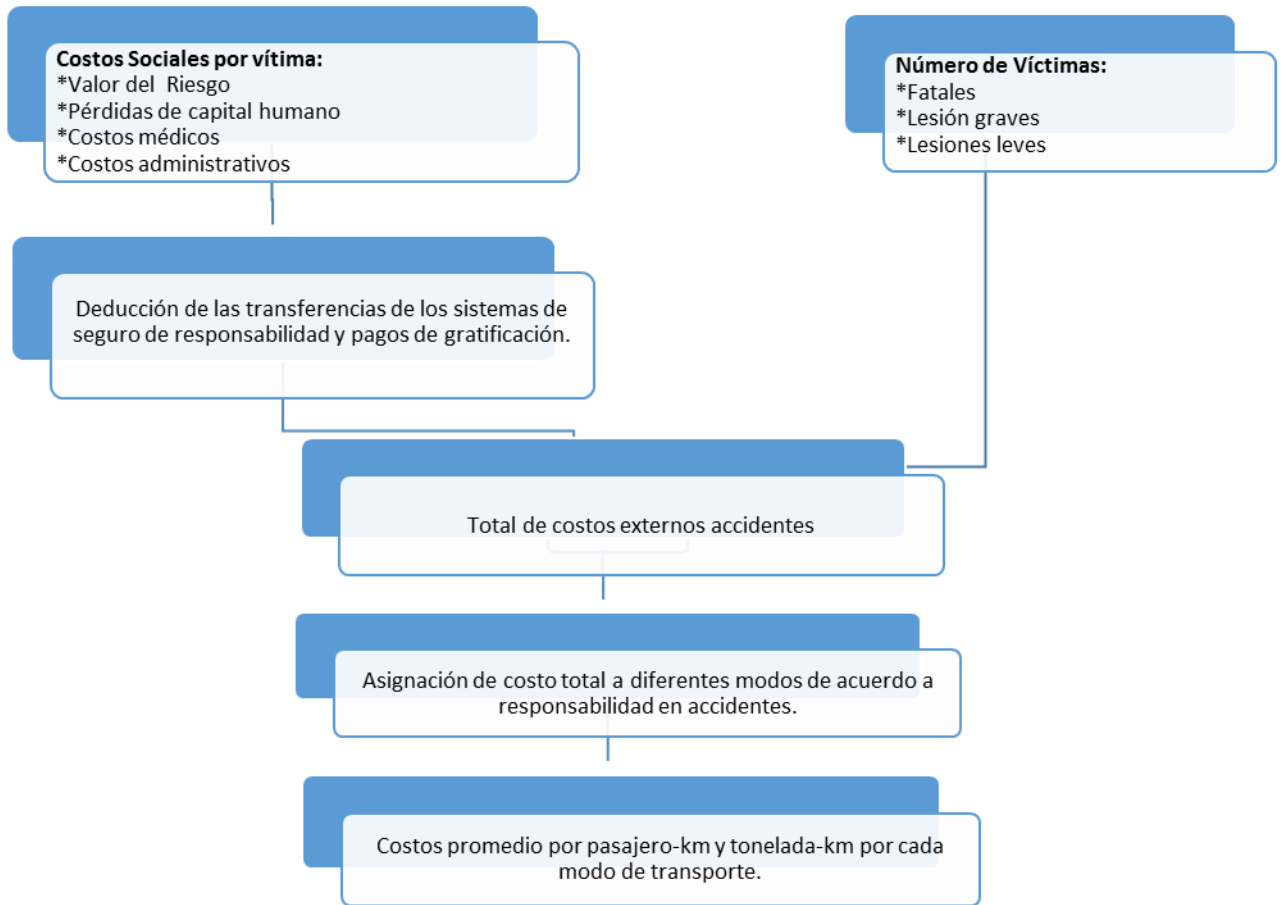 Costos Sociales por vítima:
*Valor del Riesgo
*Pérdidas de capital humano
*Costos médicos
*Costos administrativos
Número de Víctimas:
*Fatales
*Lesión graves
*Lesiones leves
Deducción de las transferencias de los sistemas de
seguro de responsabilidad y pagos de gratificación.
Total de costos externos accidentes
Asignación de costo total a diferentes modos de acuerdo a
responsabilidad en accidentes.
Costos promedio por pasajero-km y tonelada-km por cada
modo de transporte.